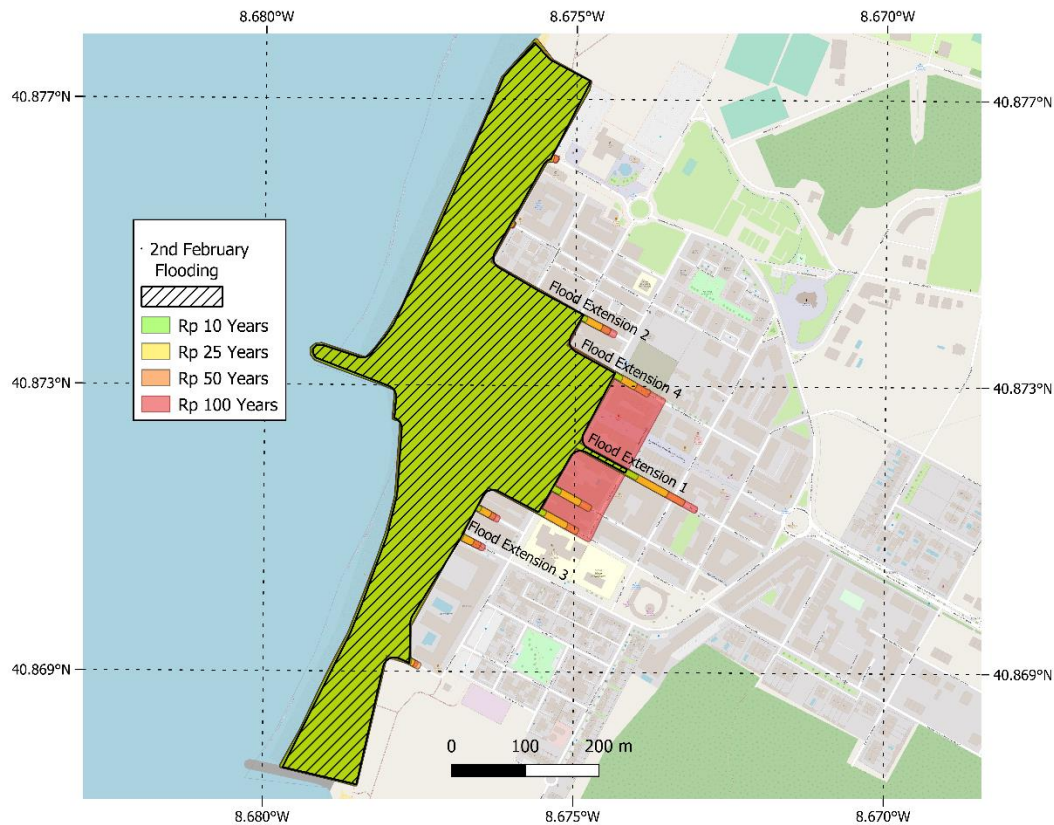 8.680°W
8.675°W
8.670°W
40.877°N
40.877°N
· 2nd February
Flooding
Rp 10 Years
Rp 25 Years
Rp 50 Years
Rp 100 Years
Flood Extension 2
Flood Extension 4
40.873°N
40.873°N
Flood Extension 1
Flood Extension 3
40.869°N
40.869°N
0 100 200 m
8.680°W
8.675°W
8.670°W